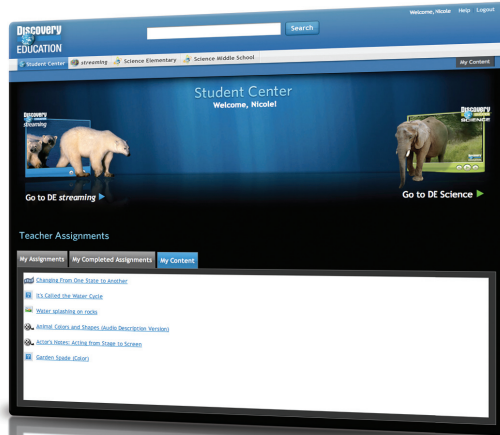 Welcome, Nicole Help Logout
Discovery
EDUCATION
Search
Student Center streaming Science Elementary Science Middle School
My Content
Student Center
Welcome, Nicole!
Discovery
streaming
Discovery
SCIENCE
Go to DE streaming
Go to DE Science
Teacher Assignments
My Assignments My Completed Assignments My Content
Changing From One State to Another
It's Called the Water Cycle
Water splashing on rocks
Animal Colors and Shapes (Audio Description Version)
Actor's Notes: Acting from Stage to Screen
Garden Spade (Color)